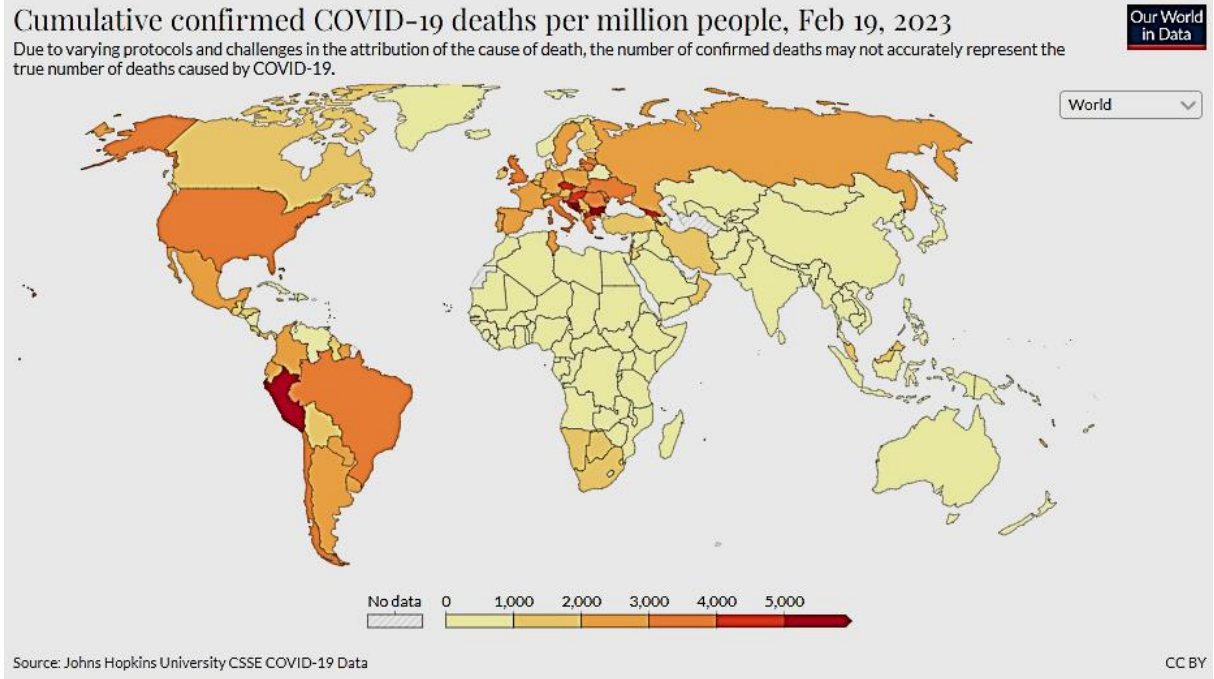 Cumulative confirmed COVID-19 deaths per million people, Feb 19, 2023
Our World
in Data
Due to varying protocols and challenges in the attribution of the cause of death, the number of confirmed deaths may not accurately represent the
true number of deaths caused by COVID-19.
World
No data 0 1,000 2,000 3,000 4,000 5,000
Source: Johns Hopkins University CSSE COVID-19 Data
CC BY